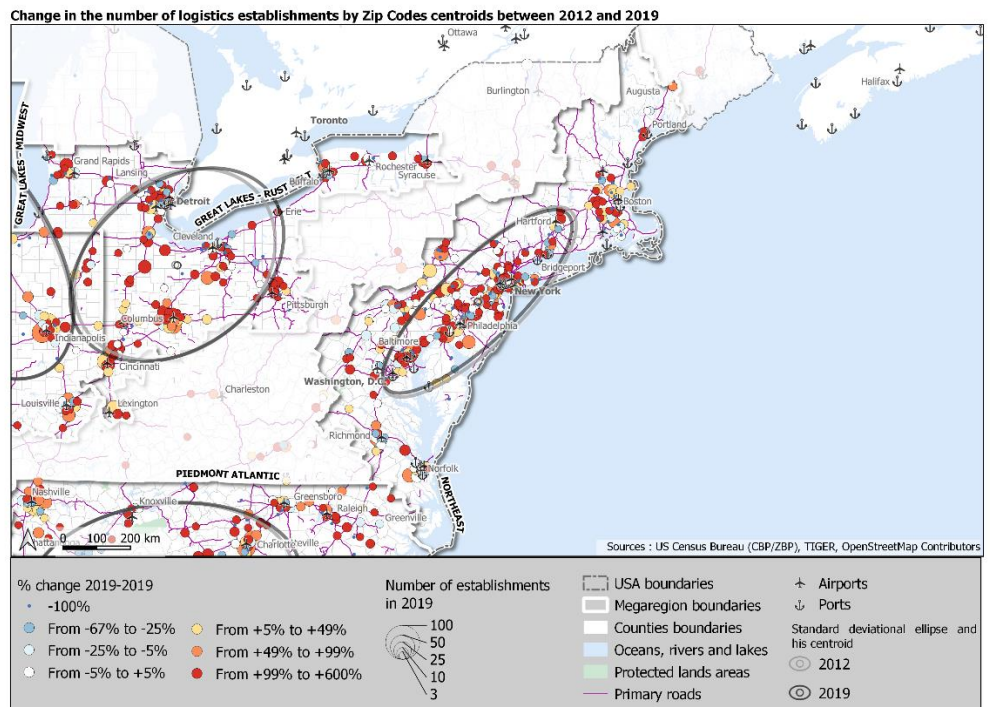 Change in the number of logistics establishments by Zip Codes centroids between 2012 and 2019
Ottawa
Halifax
Burlington
Augusta
Portland
Toronto
GREAT LAKES - MIDWEST
Grand Rapids
Lansing
Rochester
Buffalo
Syracuse
Detroit
GREAT LAKES - RUST
Boston
Erie
Hartford
Cleveland
Bridgeport
New York
Pittsburgh
Columbus
Philadelphia
Indianapolis
Baltimore
Cincinnati
Washington, D.C.
Charleston
Louisville
Lexington
Richmond
Norfolk
PIEDMONT ATLANTIC
NORTHEAST
Nashville
Knoxville
Greensboro
Raleigh
Greenville
Charlotte
0 100 200 km
Sources : US Census Bureau (CBP/ZBP), TIGER, OpenStreetMap Contributors
% change 2019-2019
-100%
From -67% to -25%
From -25% to -5%
From -5% to +5%
From +5% to +49%
From +49% to +99%
From +99% to +600%
Number of establishments
in 2019
100
50
25
10
3
USA boundaries
Megaregion boundaries
Counties boundaries
Oceans, rivers and lakes
Protected lands areas
Primary roads
Airports
Ports
Standard deviational ellipse and
his centroid
2012
2019